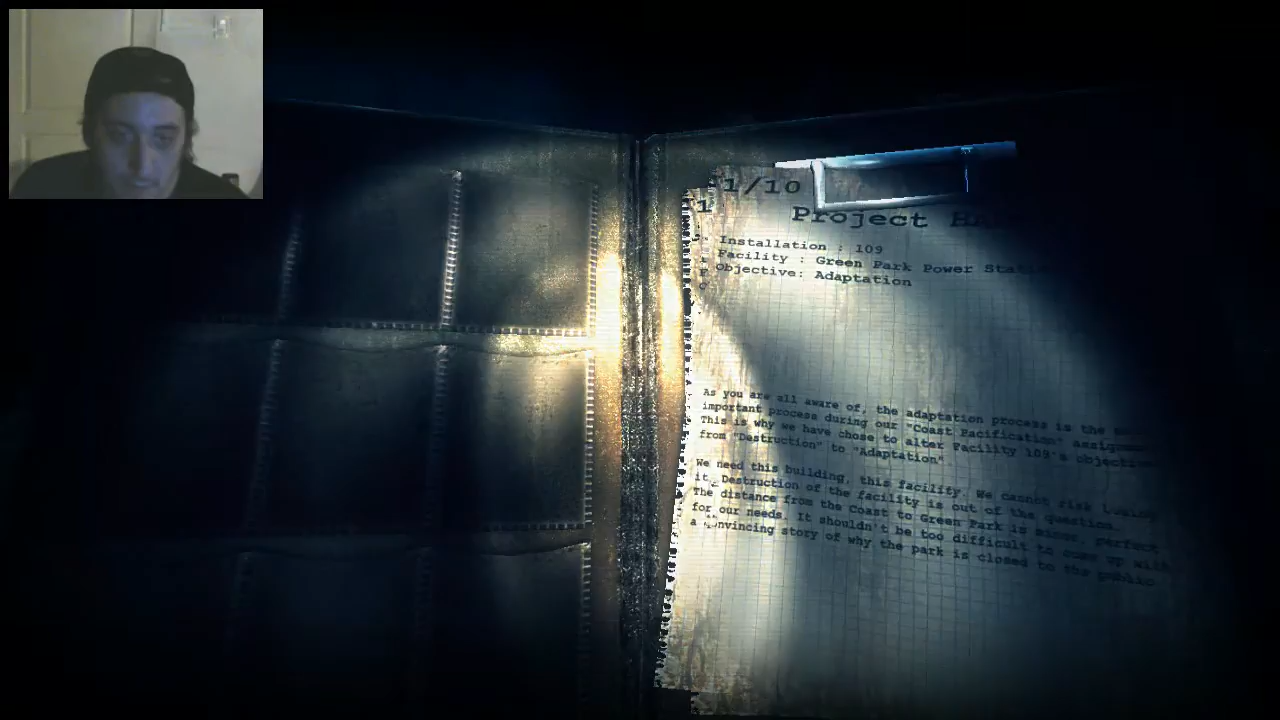 1/10
1
Project
Installation : 109
Facility : Green Park Power
Objective: Adaptation
As you are all aware of, the adaptation process is the
important process during our "Coast Pacification"
This is why we have chose to alter Facility 109's
from "Destruction" to "Adaptation".
We need this building, this facility. We cannot risk
it. Destruction of the facility is out of the question.
The distance from the Coast to Green Park is minor, perfect
for our needs. It shouldn't be too difficult to come up with
a convincing story of why the park is closed to the public